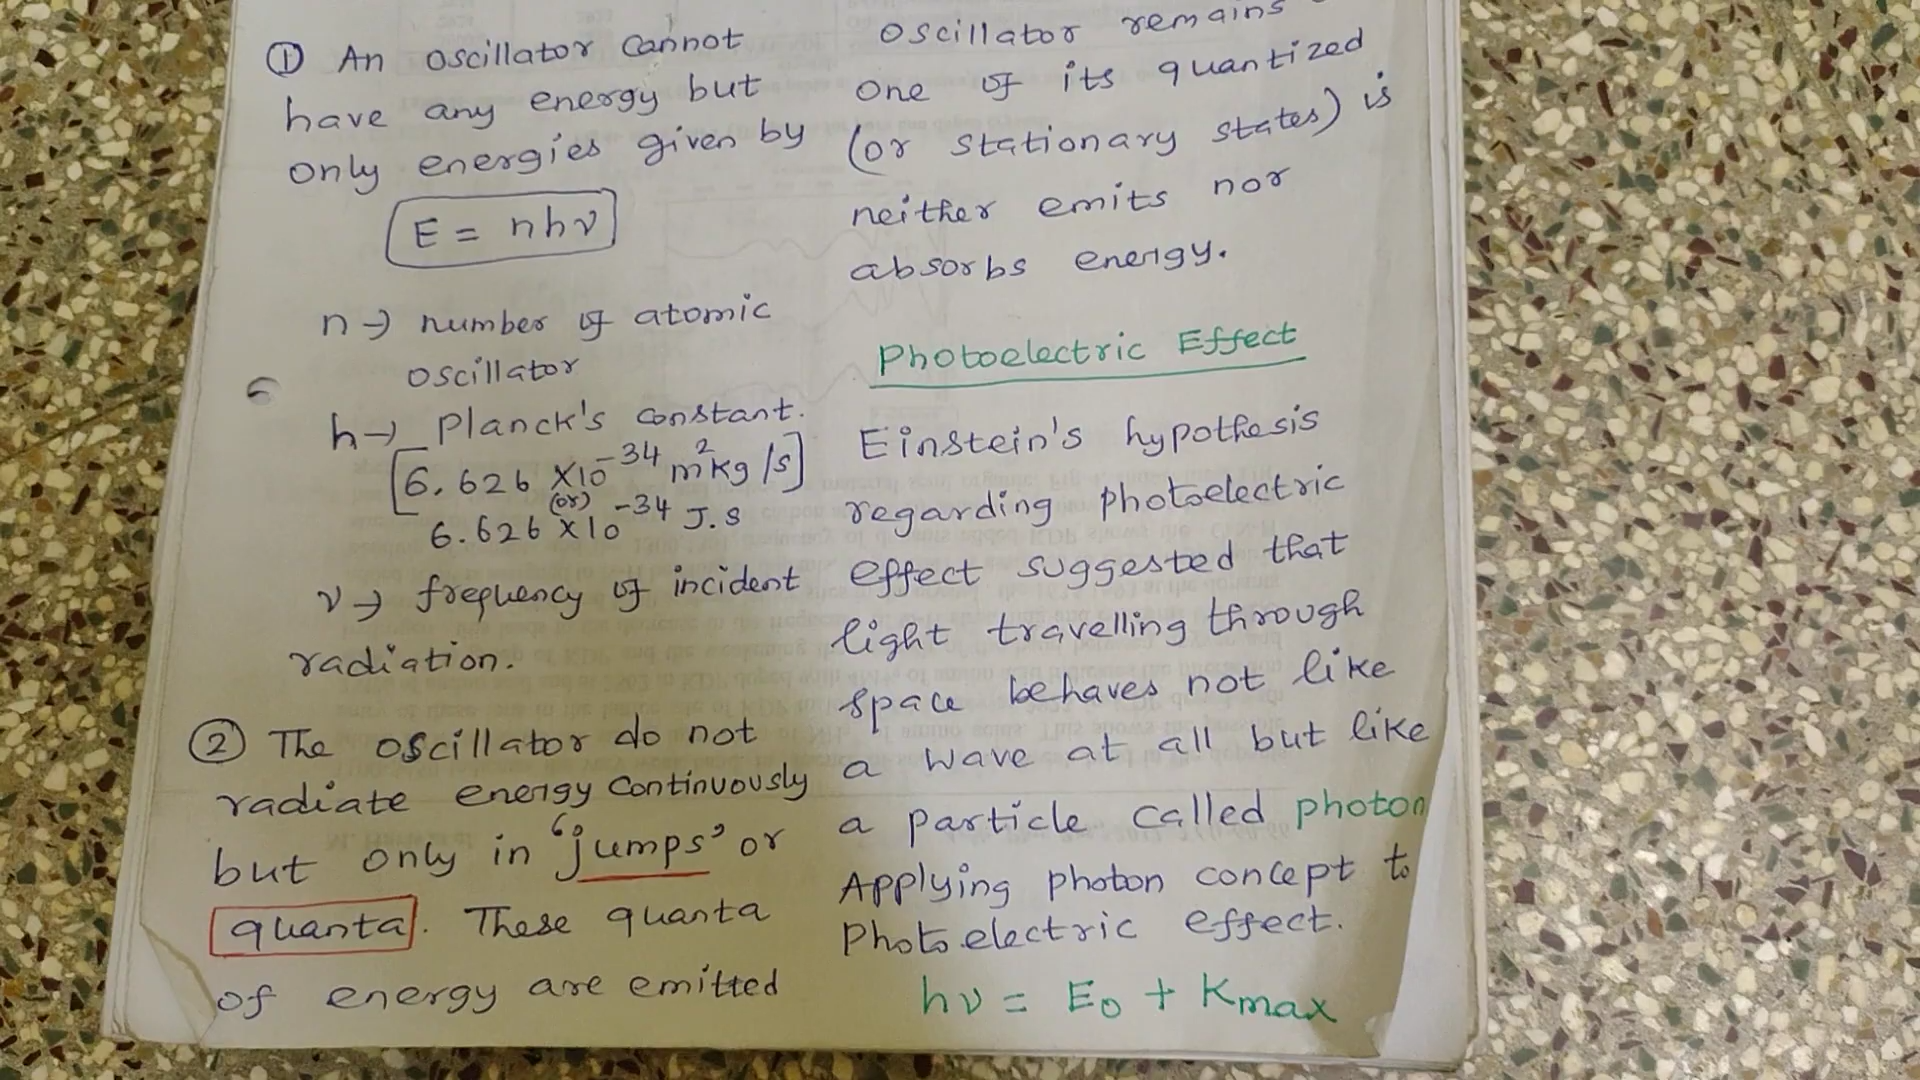 ① An oscillator cannot
have any energy but
only energies given by
E = nhν
n → number of atomic
oscillator
h → Planck's constant.
[6.626 ×10⁻³⁴ m²kg/s]
(or)
6.626 ×10⁻³⁴ J.s
ν → frequency of incident
radiation.
② The oscillator do not
radiate energy continuously
but only in 'jumps' or
quanta. These quanta
of energy are emitted
oscillator remains
one of its quantized
(or stationary states) is
neither emits nor
absorbs energy.
Photoelectric Effect
Einstein's hypothesis
regarding photoelectric
effect suggested that
light travelling through
space behaves not like
a wave at all but like
a particle called photon
Applying photon concept to
Photoelectric effect.
hν = E₀ + Kmax